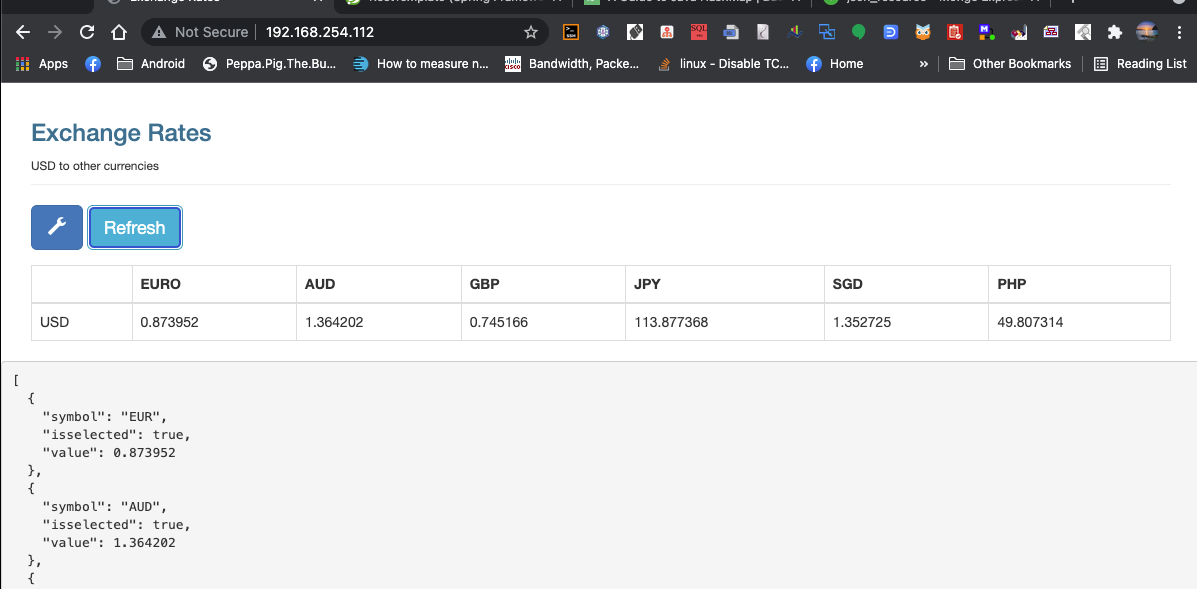 Exchange Rates
Not Secure 192.168.254.112
Apps Android Peppa.Pig.The.Bu... How to measure n... Bandwidth, Packe... linux - Disable TC... Home » Other Bookmarks Reading List
Exchange Rates
USD to other currencies
Refresh
EURO AUD GBP JPY SGD PHP
USD 0.873952 1.364202 0.745166 113.877368 1.352725 49.807314
[
{
"symbol": "EUR",
"isselected": true,
"value": 0.873952
},
{
"symbol": "AUD",
"isselected": true,
"value": 1.364202
},
{